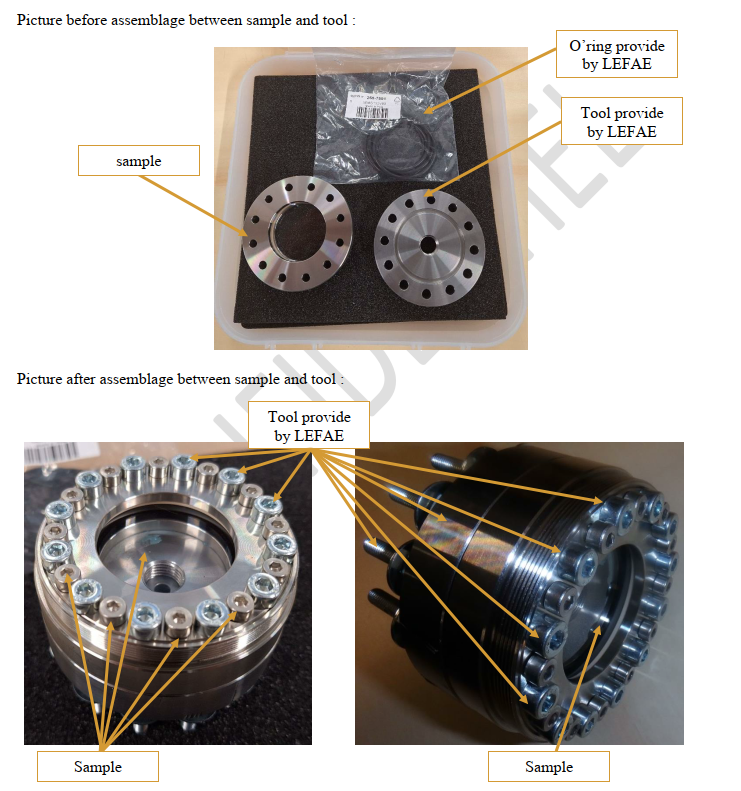 Picture before assemblage between sample and tool :
O’ring provide
by LEFAE
Tool provide
by LEFAE
sample
Picture after assemblage between sample and tool :
Tool provide
by LEFAE
Sample
Sample